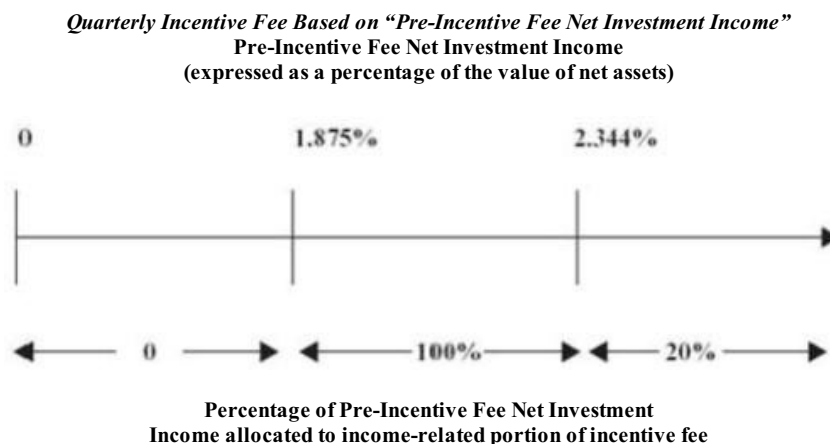 Quarterly Incentive Fee Based on “Pre-Incentive Fee Net Investment Income”
Pre-Incentive Fee Net Investment Income
(expressed as a percentage of the value of net assets)
0 1.875% 2.344%
0 100% 20%
Percentage of Pre-Incentive Fee Net Investment
Income allocated to income-related portion of incentive fee